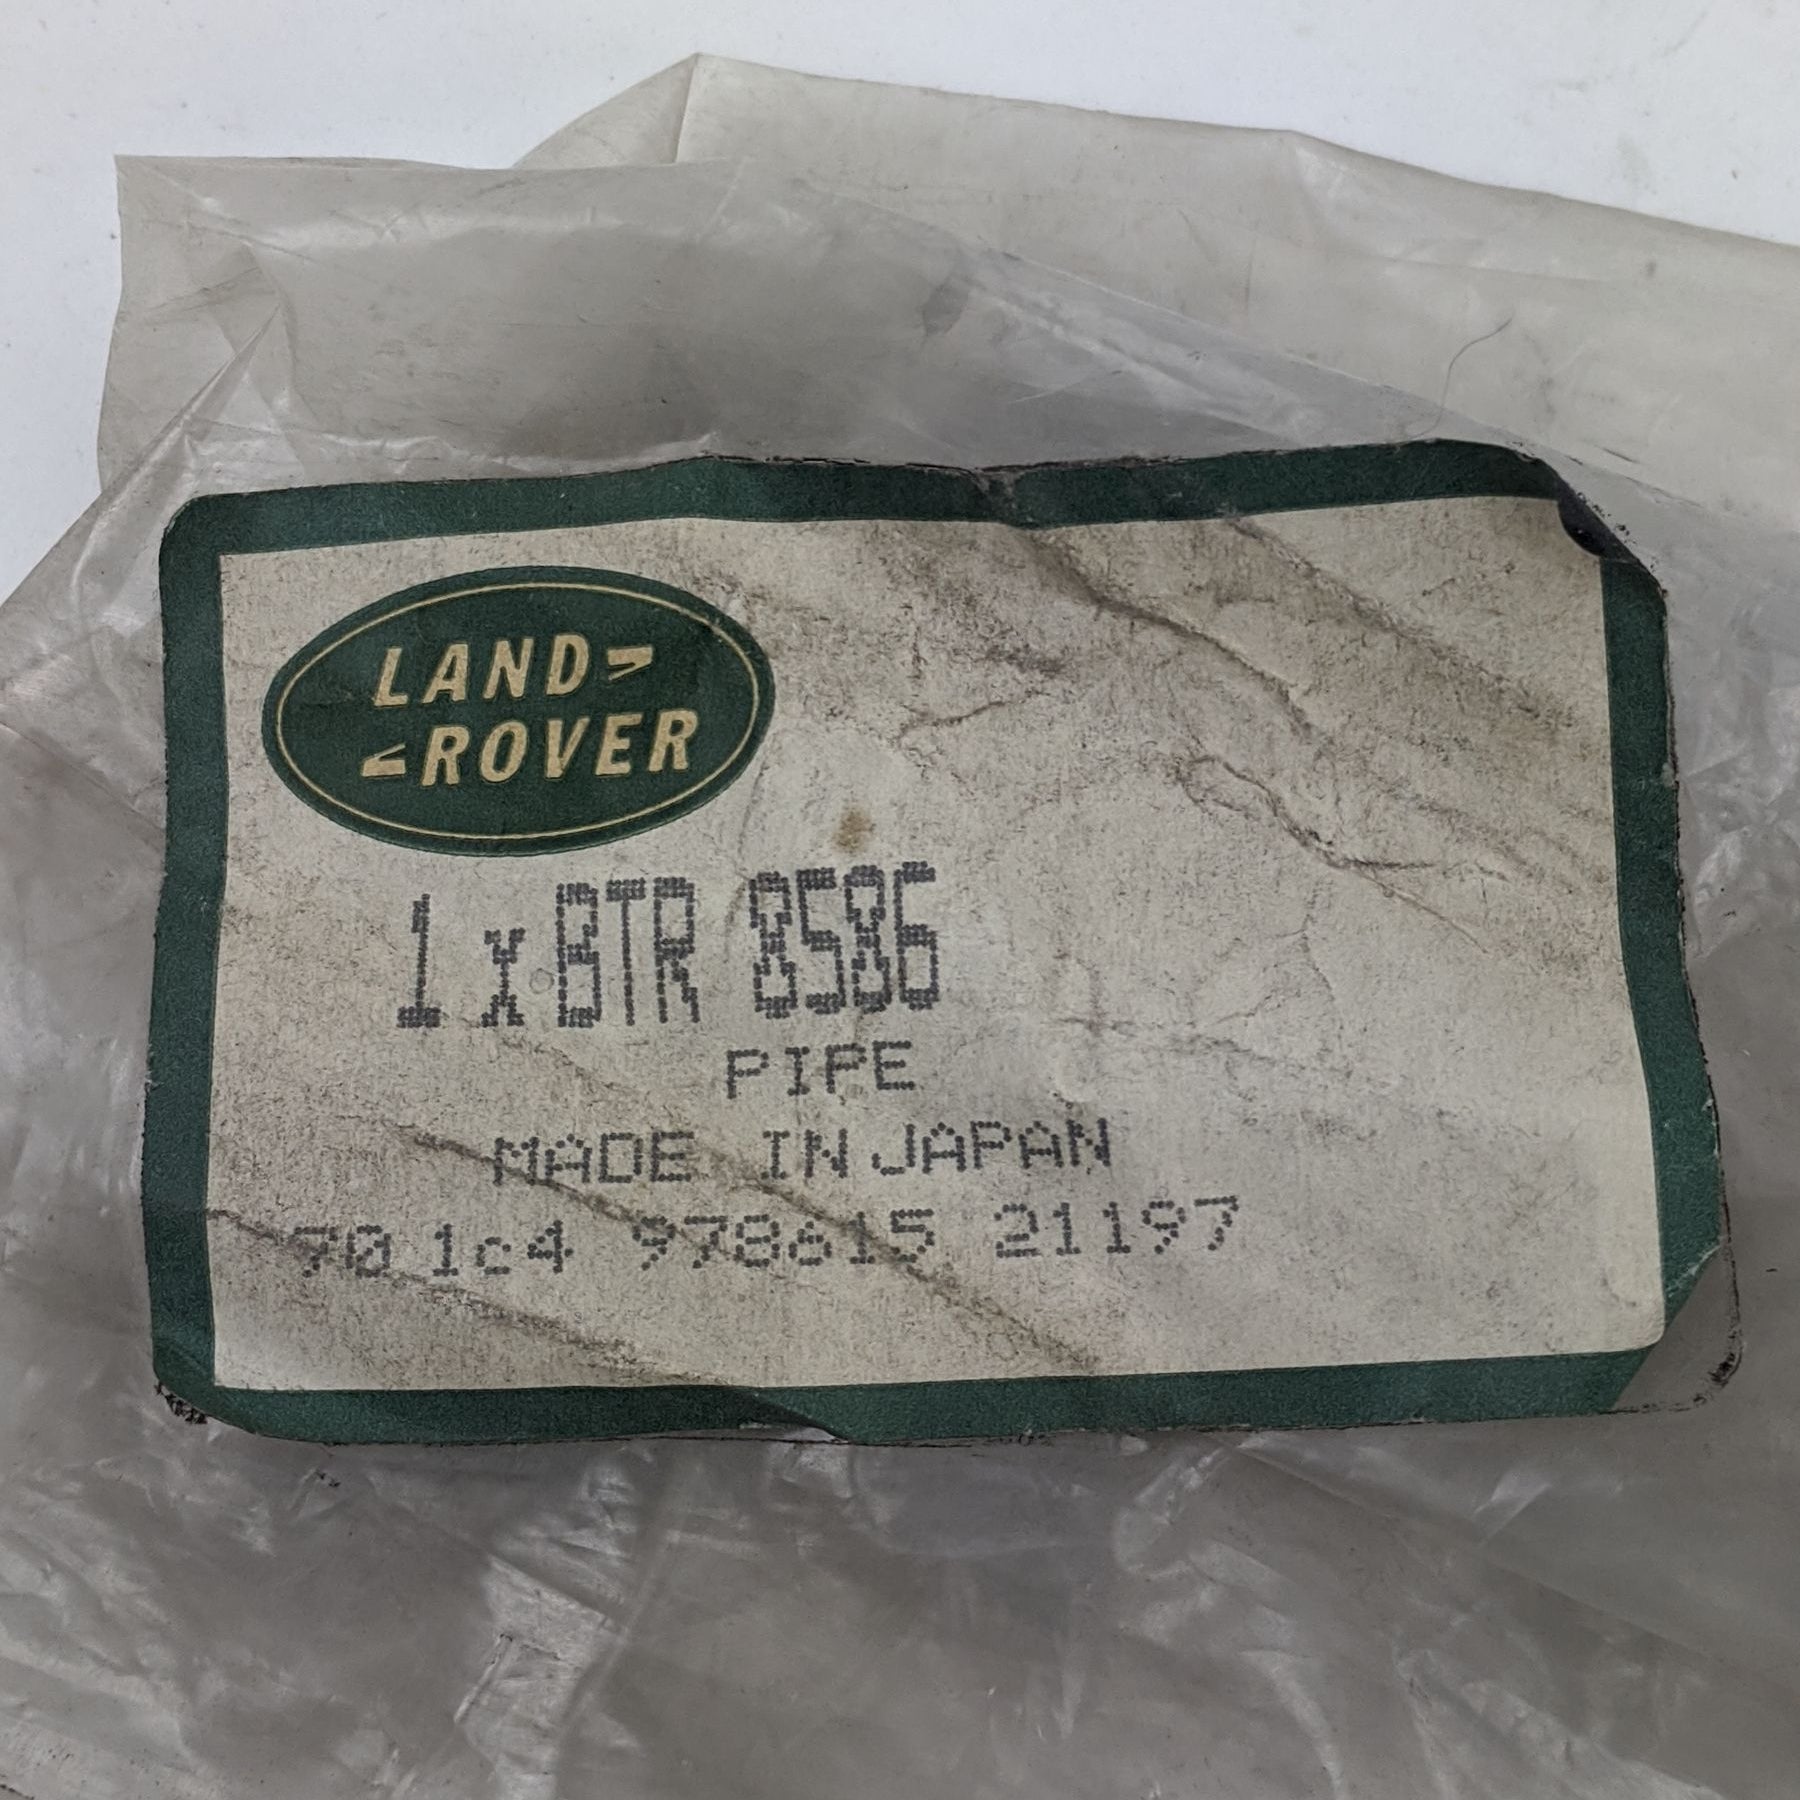 LAND
ROVER
1 x BTR 8586
PIPE
MADE IN JAPAN
70 1c4 978615 21197